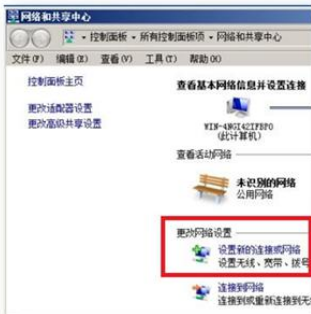 网络和共享中心
控制面板 ▸ 所有控制面板项 ▸ 网络和共享中心
文件(F) 编辑(E) 查看(V) 工具(T) 帮助(H)
控制面板主页
更改适配器设置
更改高级共享设置
查看基本网络信息并设置连接
WIN-4NGI42IFBPO
(此计算机)
查看活动网络
未识别的网络
公用网络
更改网络设置
设置新的连接或网络
设置无线、宽带、拨号
连接到网络
连接到或重新连接到无